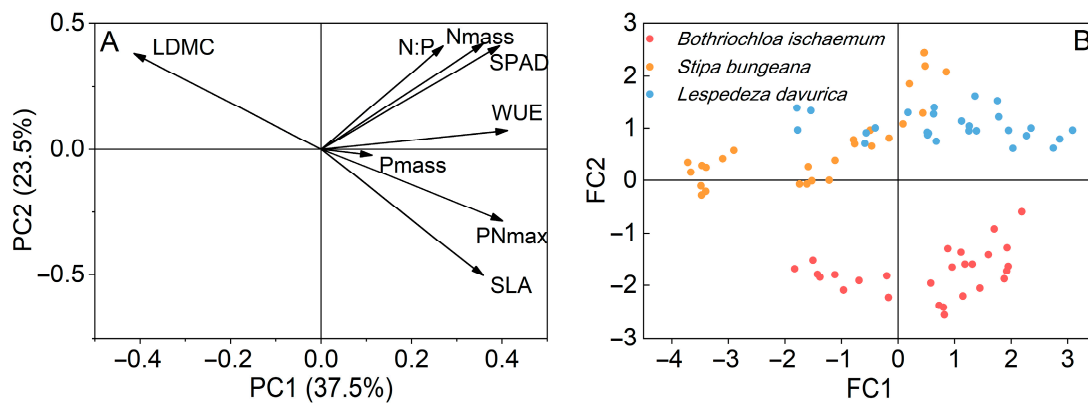 A
LDMC
N:P
Nmass
SPAD
WUE
Pmass
PNmax
SLA
0.5
0.0
−0.5
−0.4
−0.2
0.0
0.2
0.4
PC2 (23.5%)
PC1 (37.5%)
B
Bothriochloa ischaemum
Stipa bungeana
Lespedeza davurica
3
2
1
0
−1
−2
−3
−4
−3
−2
−1
0
1
2
3
FC2
FC1